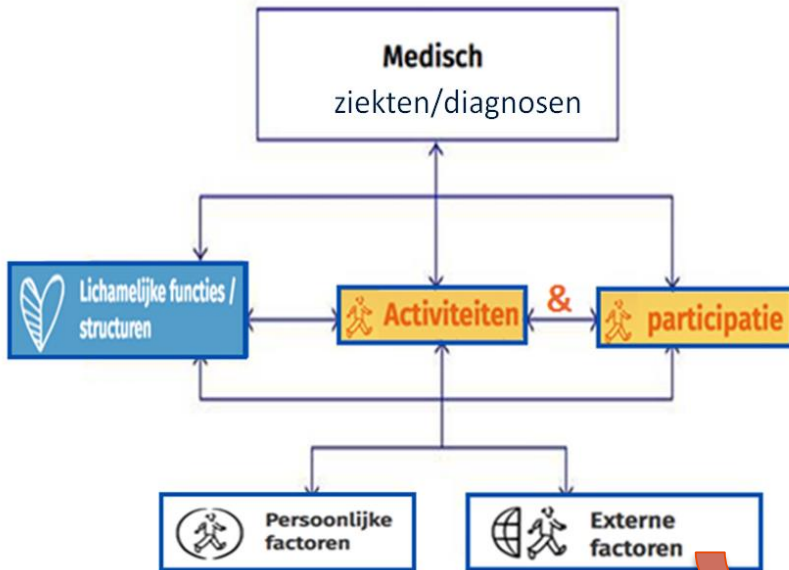 Medisch
ziekten/diagnosen
Lichamelijke functies /
structuren
Activiteiten
&
participatie
Persoonlijke
factoren
Externe
factoren